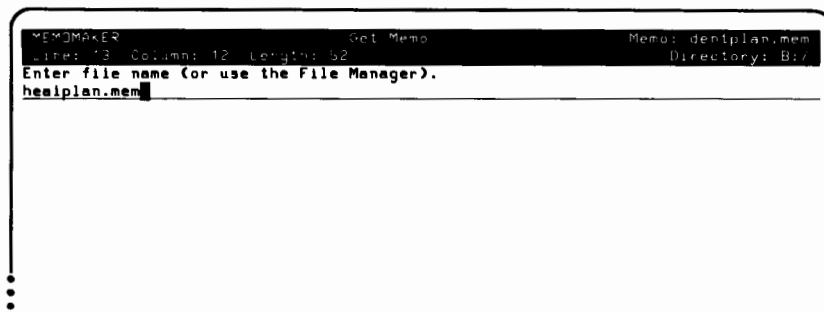 MEMOMAKER Get Memo Memo: dentplan.mem
Line: 13 Column: 12 Length: 62 Directory: B:/
Enter file name (or use the File Manager).
healplan.mem